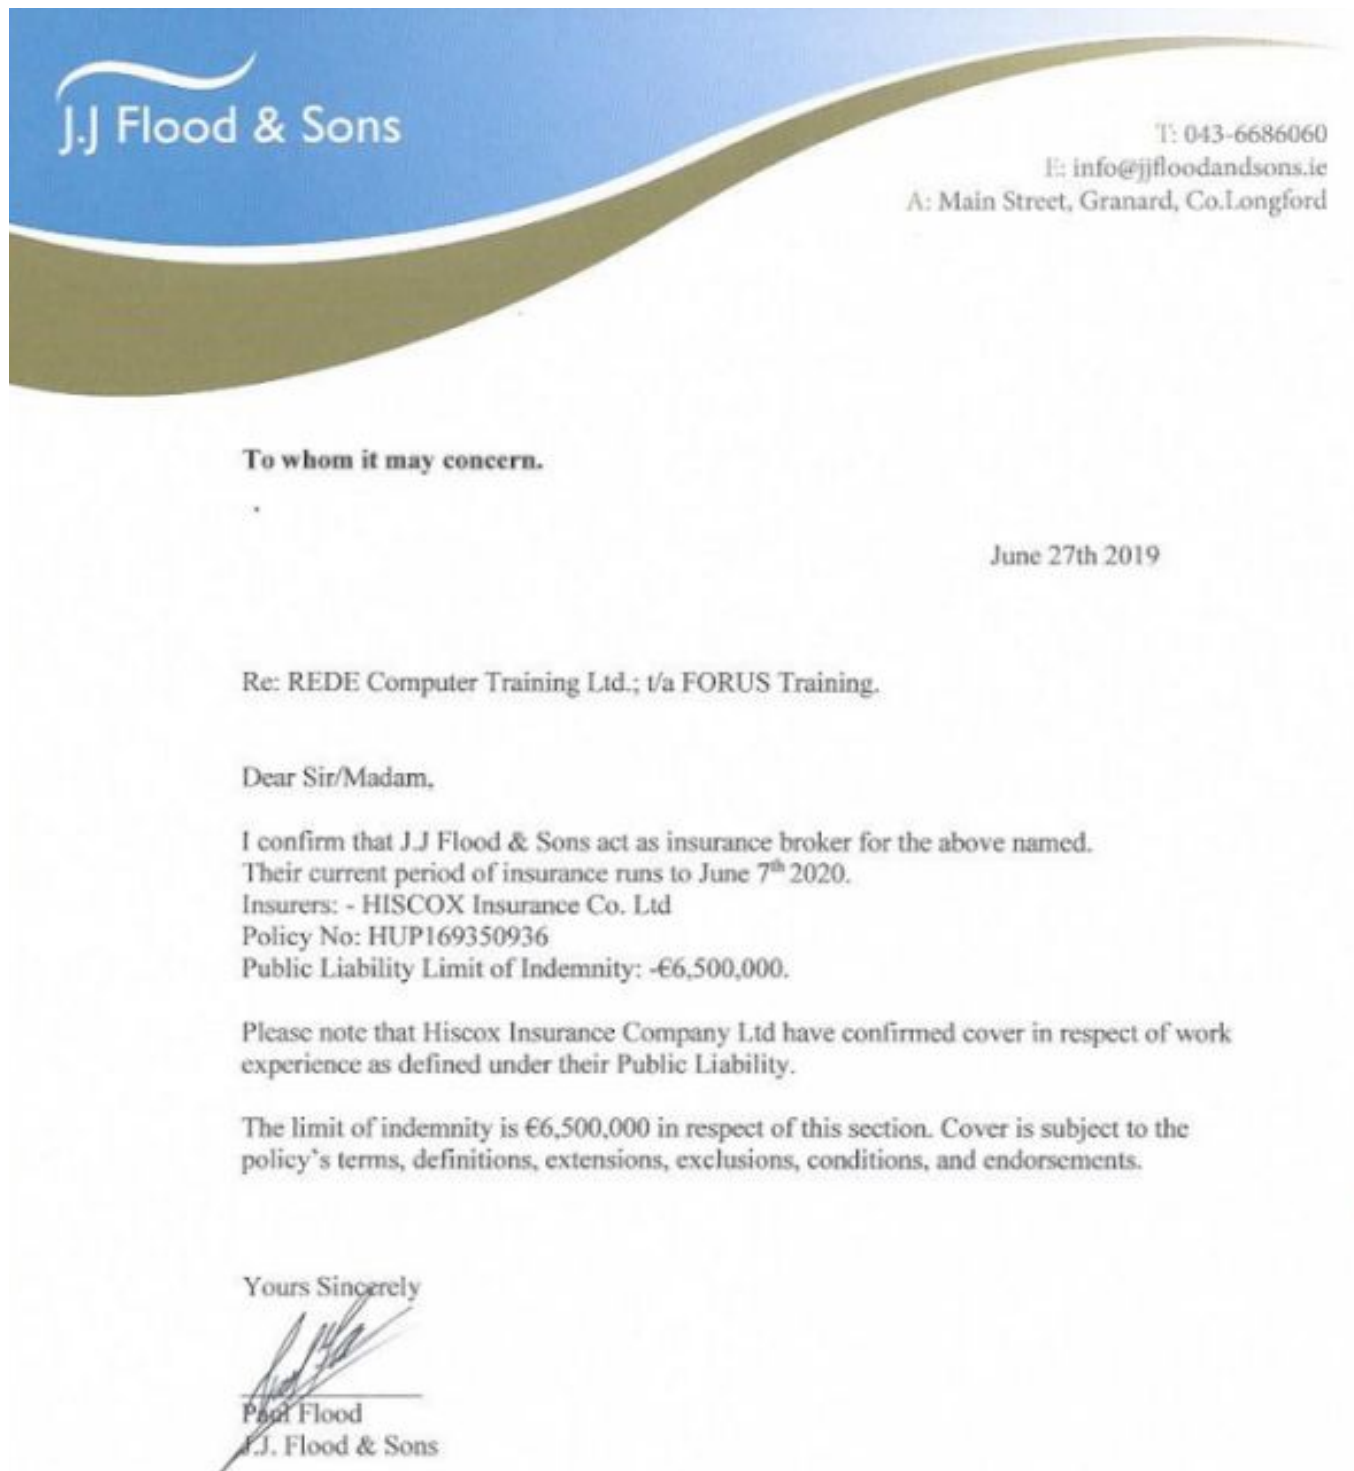 J.J Flood & Sons
T: 043-6686060
E: info@jjfloodandsons.ie
A: Main Street, Granard, Co.Longford
To whom it may concern.
June 27th 2019
Re: REDE Computer Training Ltd.; t/a FORUS Training.
Dear Sir/Madam,
I confirm that J.J Flood & Sons act as insurance broker for the above named.
Their current period of insurance runs to June 7th 2020.
Insurers: - HISCOX Insurance Co. Ltd
Policy No: HUP169350936
Public Liability Limit of Indemnity: -€6,500,000.
Please note that Hiscox Insurance Company Ltd have confirmed cover in respect of work
experience as defined under their Public Liability.
The limit of indemnity is €6,500,000 in respect of this section. Cover is subject to the
policy's terms, definitions, extensions, exclusions, conditions, and endorsements.
Yours Sincerely
Paul Flood
J.J. Flood & Sons